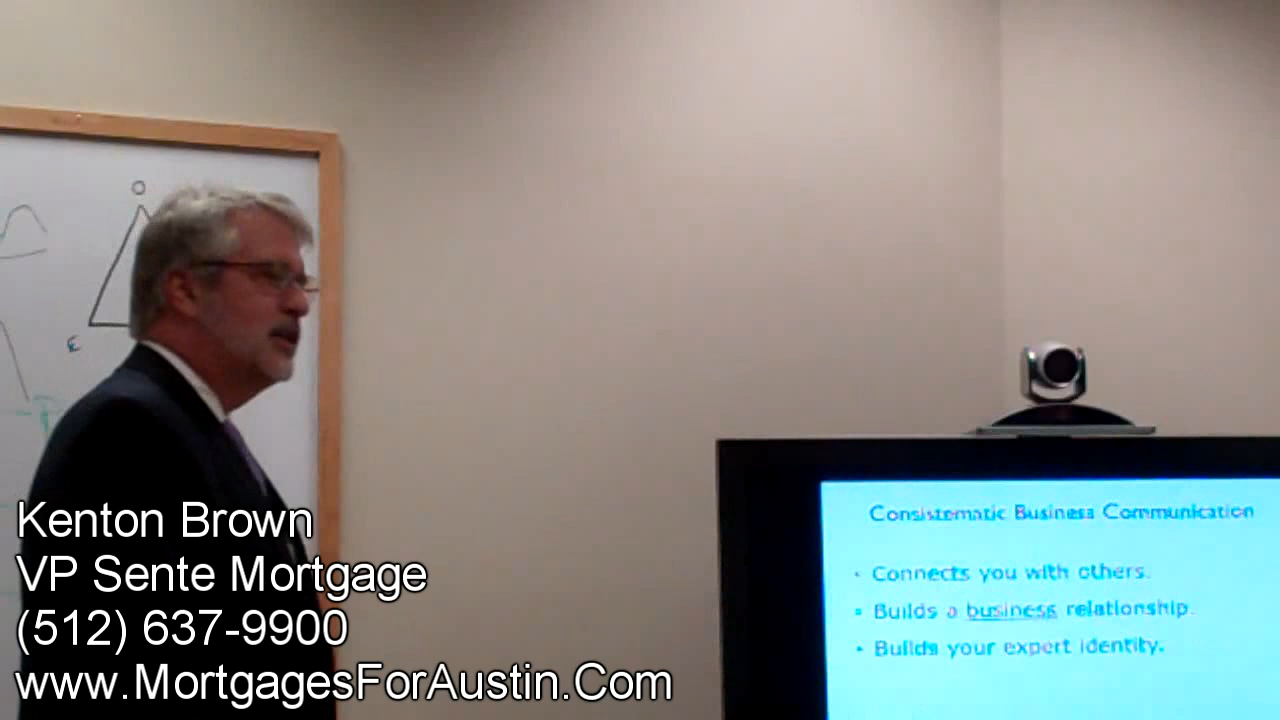 O
E
Consistematic Business Communication
• Connects you with others.
• Builds a business relationship.
• Builds your expert identity.
Kenton Brown
VP Sente Mortgage
(512) 637-9900
www.MortgagesForAustin.Com